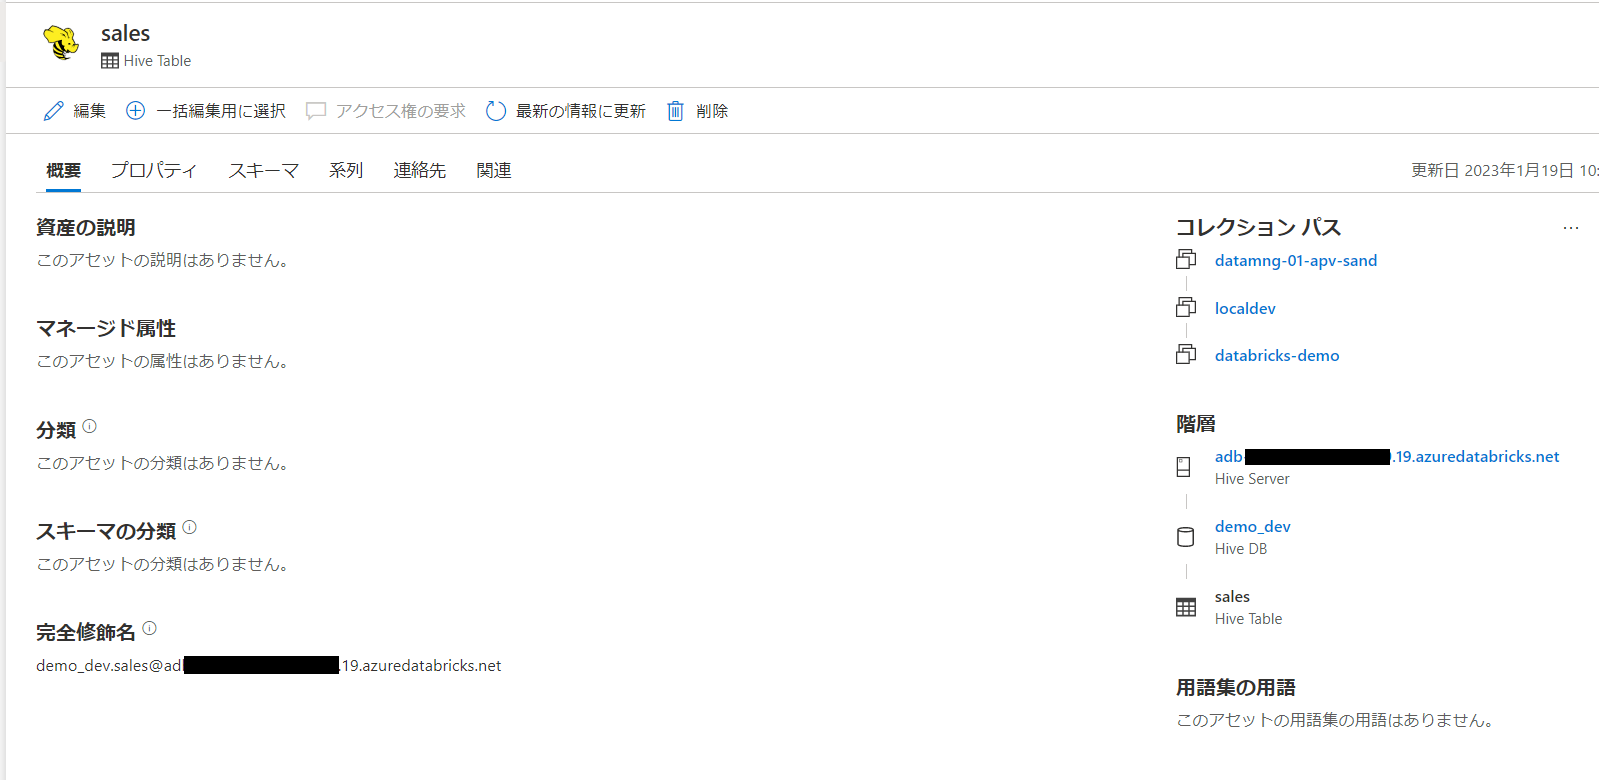 sales
Hive Table
編集 一括編集用に選択 アクセス権の要求 最新の情報に更新 削除
概要 プロパティ スキーマ 系列 連絡先 関連
更新日 2023年1月19日 10:
資産の説明
このアセットの説明はありません。
マネージド属性
このアセットの属性はありません。
分類
このアセットの分類はありません。
スキーマの分類
このアセットの分類はありません。
完全修飾名
demo_dev.sales@ad .19.azuredatabricks.net
コレクション パス
...
datamng-01-apv-sand
localdev
databricks-demo
階層
adb- .19.azuredatabricks.net
Hive Server
demo_dev
Hive DB
sales
Hive Table
用語集の用語
このアセットの用語集の用語はありません。